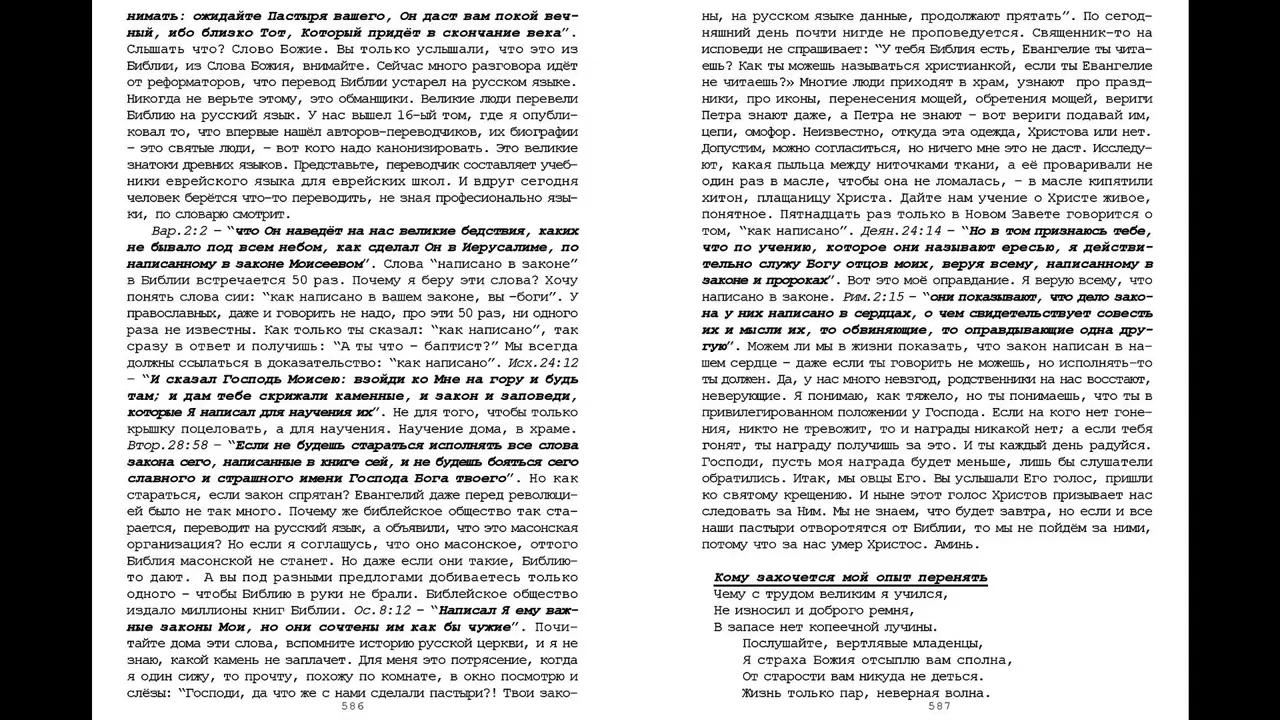 нимать: ожидайте Пастыря вашего, Он даст вам покой веч-
ный, ибо близко Тот, Который придёт в скончание века”.
Слышать что? Слово Божие. Вы только услышали, что это из
Библии, из Слова Божия, внимайте. Сейчас много разговора идёт
от реформаторов, что перевод Библии устарел на русском языке.
Никогда не верьте этому, это обманщики. Великие люди перевели
Библию на русский язык. У нас вышел 16-ый том, где я опубли-
ковал то, что впервые нашёл авторов-переводчиков, их биографии
– это святые люди, – вот кого надо канонизировать. Это великие
знатоки древних языков. Представьте, переводчик составляет учеб-
ники еврейского языка для еврейских школ. И вдруг сегодня
человек берётся что-то переводить, не зная професионально язы-
ки, по словарю смотрит.
Вар.2:2 – “что Он наведёт на нас великие бедствия, каких
не бывало под всем небом, как сделал Он в Иерусалиме, по
написанному в законе Моисеевом”. Слова “написано в законе”
в Библии встречается 50 раз. Почему я беру эти слова? Хочу
понять слова сии: “как написано в вашем законе, вы –боги”. У
православных, даже и говорить не надо, про эти 50 раз, ни одного
раза не известны. Как только ты сказал: “как написано”, так
сразу в ответ и получишь: “А ты что – баптист?” Мы всегда
должны ссылаться в доказательство: “как написано”. Исх.24:12
– “И сказал Господь Моисею: взойди ко Мне на гору и будь
там; и дам тебе скрижали каменные, и закон и заповеди,
которые Я написал для научения их”. Не для того, чтобы только
крышку поцеловать, а для научения. Научение дома, в храме.
Втор.28:58 – “Если не будешь стараться исполнять все слова
закона сего, написанные в книге сей, и не будешь бояться сего
славного и страшного имени Господа Бога твоего”. Но как
стараться, если закон спрятан? Евангелий даже перед революци-
ей было не так много. Почему же библейское общество так ста-
рается, переводит на русский язык, а объявили, что это масонская
организация? Но если я соглашусь, что оно масонское, оттого
Библия масонской не станет. Но даже если они такие, Библию-
то дают. А вы под разными предлогами добиваетесь только
одного – чтобы Библию в руки не брали. Библейское общество
издало миллионы книг Библии. Ос.8:12 – “Написал Я ему важ-
ные законы Мои, но они сочтены им как бы чужие”. Почи-
тайте дома эти слова, вспомните историю русской церкви, и я не
знаю, какой камень не заплачет. Для меня это потрясение, когда
я один сижу, то прочту, похожу по комнате, в окно посмотрю и
слёзы: “Господи, да что же с нами сделали пастыри?! Твои зако-
586
ны, на русском языке данные, продолжают прятать”. По сегод-
няшний день почти нигде не проповедуется. Священник-то на
исповеди не спрашивает: “У тебя Библия есть, Евангелие ты чита-
ешь? Как ты можешь называться христианкой, если ты Евангелие
не читаешь?» Многие люди приходят в храм, узнают про празд-
ники, про иконы, перенесения мощей, обретения мощей, вериги
Петра знают даже, а Петра не знают – вот вериги подавай им,
цепи, омофор. Неизвестно, откуда эта одежда, Христова или нет.
Допустим, можно согласиться, но ничего мне это не даст. Исследу-
ют, какая пыльца между ниточками ткани, а её проваривали не
один раз в масле, чтобы она не ломалась, – в масле кипятили
хитон, плащаницу Христа. Дайте нам учение о Христе живое,
понятное. Пятнадцать раз только в Новом Завете говорится о
том, “как написано”. Деян.24:14 – “Но в том признаюсь тебе,
что по учению, которое они называют ересью, я действи-
тельно служу Богу отцов моих, веруя всему, написанному в
законе и пророках”. Вот это моё оправдание. Я верую всему, что
написано в законе. Рим.2:15 – “они показывают, что дело зако-
на у них написано в сердцах, о чем свидетельствует совесть
их и мысли их, то обвиняющие, то оправдывающие одна дру-
гую”. Можем ли мы в жизни показать, что закон написан в на-
шем сердце – даже если ты говорить не можешь, но исполнять-то
ты должен. Да, у нас много невзгод, родственники на нас восстают,
неверующие. Я понимаю, как тяжело, но ты понимаешь, что ты в
привилегированном положении у Господа. Если на кого нет гоне-
ния, никто не тревожит, то и награды никакой нет; а если тебя
гонят, ты награду получишь за это. И ты каждый день радуйся.
Господи, пусть моя награда будет меньше, лишь бы слушатели
обратились. Итак, мы овцы Его. Вы услышали Его голос, пришли
ко святому крещению. И ныне этот голос Христов призывает нас
следовать за Ним. Мы не знаем, что будет завтра, но если и все
наши пастыри отворотятся от Библии, то мы не пойдём за ними,
потому что за нас умер Христос. Аминь.
Кому захочется мой опыт перенять
Чему с трудом великим я учился,
Не износил и доброго ремня,
В запасе нет копеечной лучины.
Послушайте, вертлявые младенцы,
Я страха Божия отсыплю вам сполна,
От старости вам никуда не деться.
Жизнь только пар, неверная волна.
587